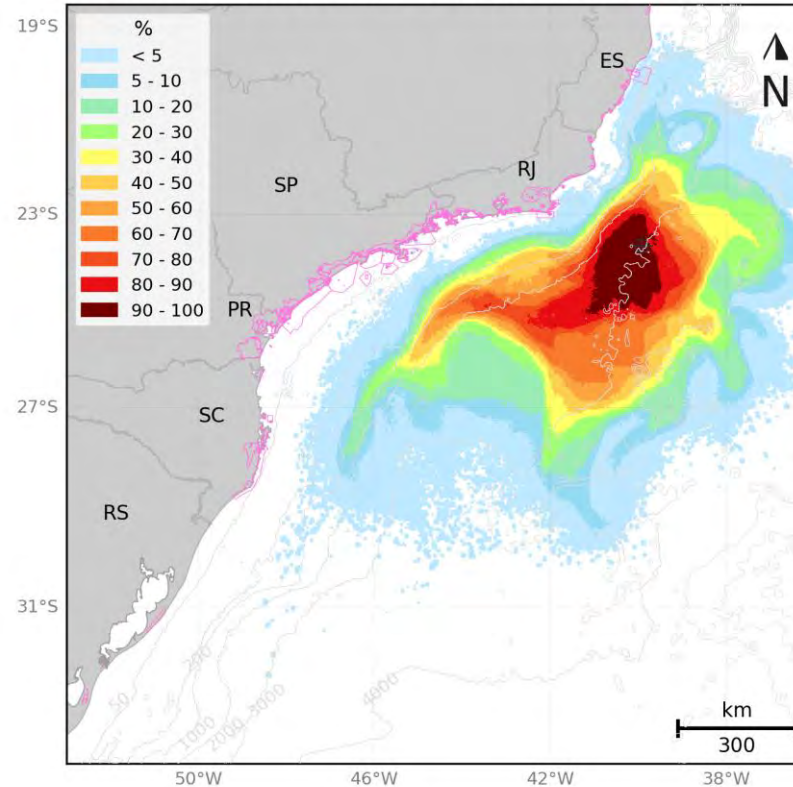 19°S
23°S
27°S
31°S
%
< 5
5 - 10
10 - 20
20 - 30
30 - 40
40 - 50
50 - 60
60 - 70
70 - 80
80 - 90
90 - 100
ES
N
RJ
SP
PR
SC
RS
50
200
1000
2000
3000
4000
km
300
50°W
46°W
42°W
38°W